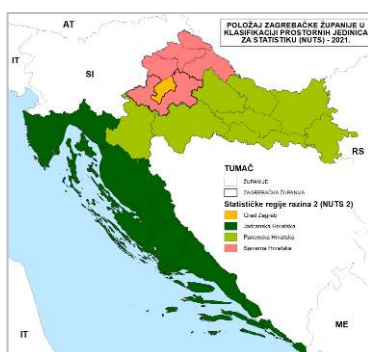 POLOŽAJ ZAGREBAČKE ŽUPANIJE U
KLASIFIKACIJI PROSTORNIH JEDINICA
ZA STATISTIKU (NUTS) - 2021.
AT
IT
SI
RS
TUMAČ
ŽUPANIJE
ZAGREBAČKA ŽUPANIJA
Statističke regije razina 2 (NUTS 2)
Grad Zagreb
Jadranska Hrvatska
Panonska Hrvatska
Sjeverna Hrvatska
IT
ME